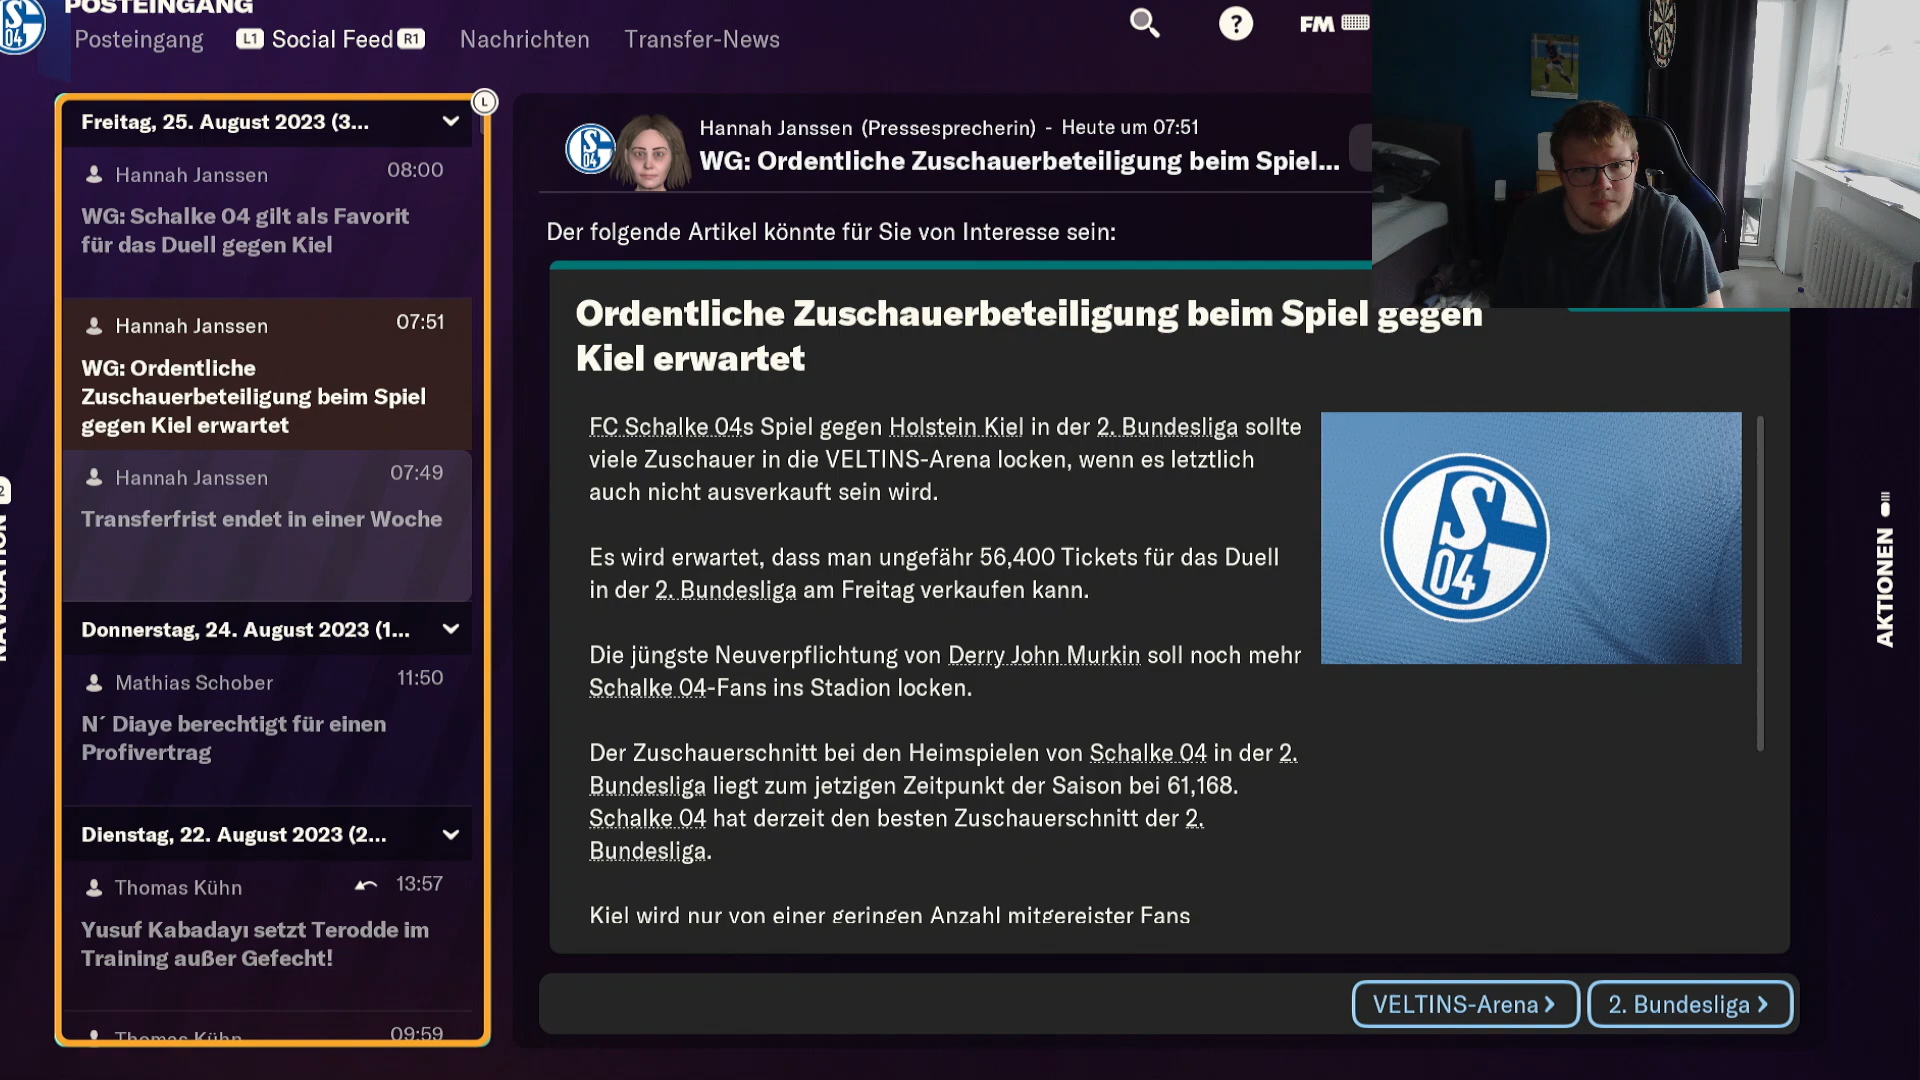 POSTEINGANG
Posteingang L1 Social Feed R1 Nachrichten Transfer-News
? FM
Freitag, 25. August 2023 (3...
L
Hannah Janssen 08:00
WG: Schalke 04 gilt als Favorit
für das Duell gegen Kiel
Hannah Janssen 07:51
WG: Ordentliche
Zuschauerbeteiligung beim Spiel
gegen Kiel erwartet
Hannah Janssen 07:49
Transferfrist endet in einer Woche
Donnerstag, 24. August 2023 (1...
Mathias Schober 11:50
N´ Diaye berechtigt für einen
Profivertrag
Dienstag, 22. August 2023 (2...
Thomas Kühn 13:57
Yusuf Kabadayı setzt Terodde im
Training außer Gefecht!
Thomas Kühn 09:59
Hannah Janssen (Pressesprecherin) - Heute um 07:51
WG: Ordentliche Zuschauerbeteiligung beim Spiel...
Der folgende Artikel könnte für Sie von Interesse sein:
Ordentliche Zuschauerbeteiligung beim Spiel gegen
Kiel erwartet
FC Schalke 04s Spiel gegen Holstein Kiel in der 2. Bundesliga sollte
viele Zuschauer in die VELTINS-Arena locken, wenn es letztlich
auch nicht ausverkauft sein wird.
Es wird erwartet, dass man ungefähr 56,400 Tickets für das Duell
in der 2. Bundesliga am Freitag verkaufen kann.
Die jüngste Neuverpflichtung von Derry John Murkin soll noch mehr
Schalke 04-Fans ins Stadion locken.
Der Zuschauerschnitt bei den Heimspielen von Schalke 04 in der 2.
Bundesliga liegt zum jetzigen Zeitpunkt der Saison bei 61,168.
Schalke 04 hat derzeit den besten Zuschauerschnitt der 2.
Bundesliga.
Kiel wird nur von einer geringen Anzahl mitgereister Fans
S
04
VELTINS-Arena
2. Bundesliga
NAVIGATION
2
AKTIONEN